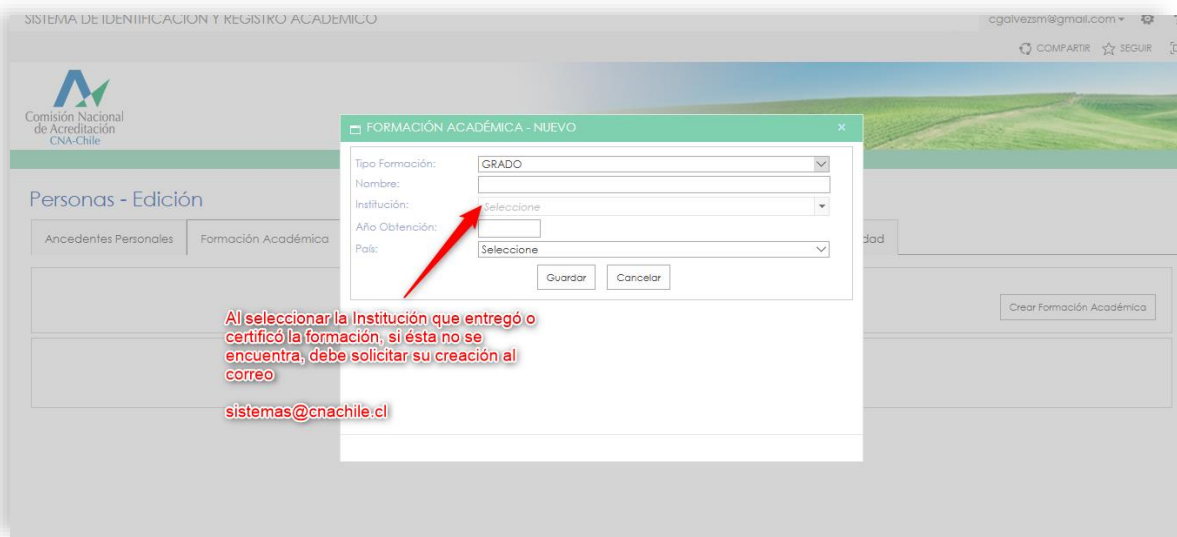 SISTEMA DE IDENTIFICACIÓN Y REGISTRO ACADÉMICO
cgalvezsm@gmail.com
COMPARTIR SEGUIR
Comisión Nacional
de Acreditación
CNA-Chile
FORMACIÓN ACADÉMICA - NUEVO
Tipo Formación: GRADO
Nombre:
Institución: Seleccione
Año Obtención:
País: Seleccione
Guardar Cancelar
Personas - Edición
Ancedentes Personales Formación Académica dad
Crear Formación Académica
Al seleccionar la Institución que entregó o
certificó la formación, si ésta no se
encuentra, debe solicitar su creación al
correo
sistemas@cnachile.cl